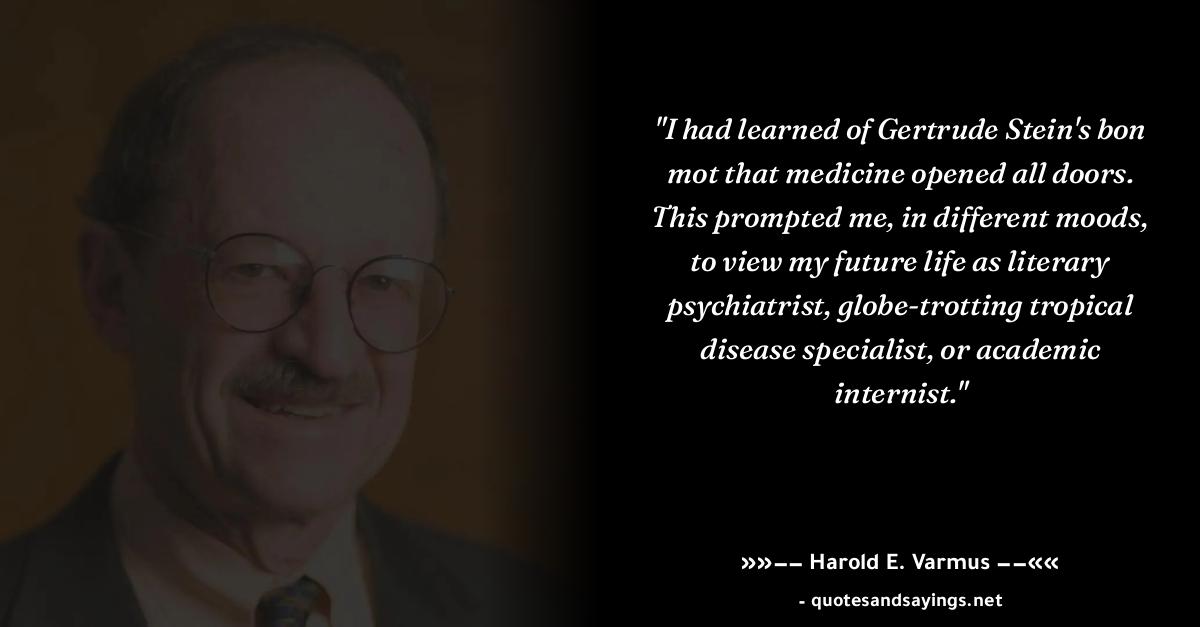 "I had learned of Gertrude Stein's bon
mot that medicine opened all doors.
This prompted me, in different moods,
to view my future life as literary
psychiatrist, globe-trotting tropical
disease specialist, or academic
internist."
»»–– Harold E. Varmus ––««
- quotesandsayings.net